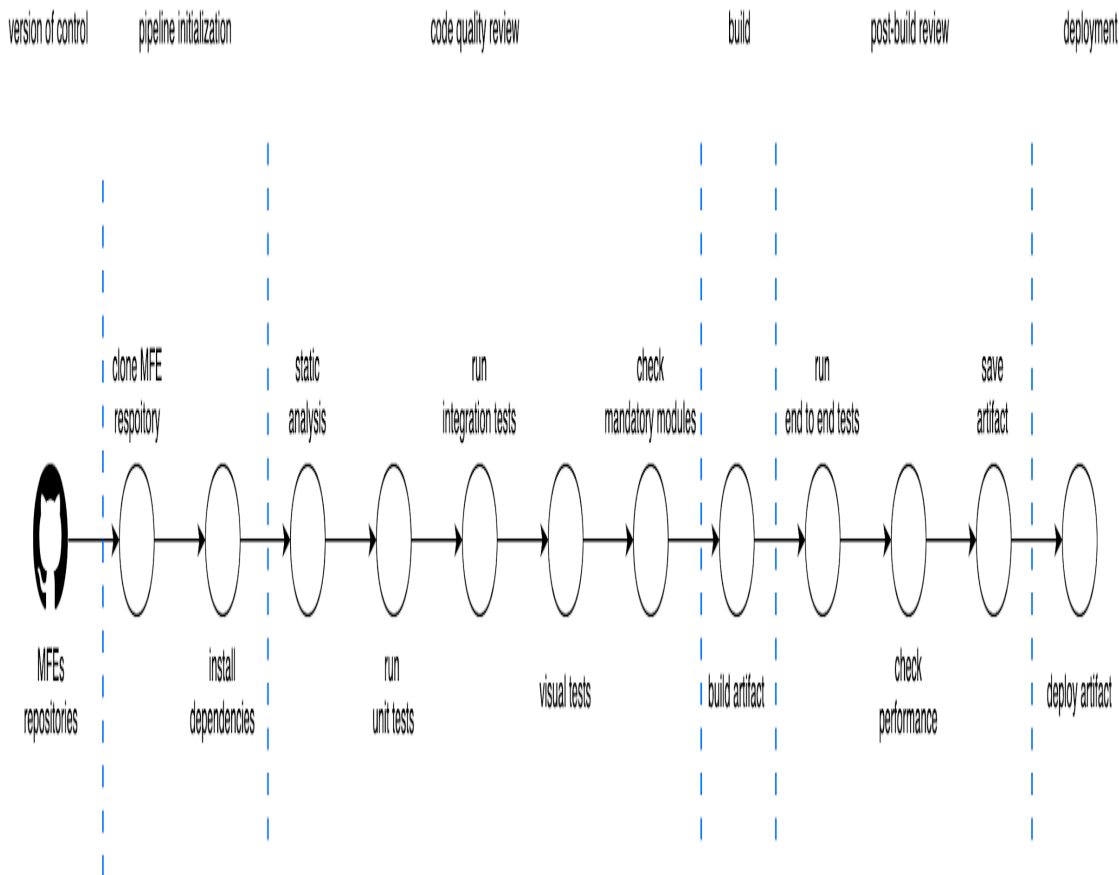 version of control
pipeline initialization
code quality review
build
post-build review
deployment
clone MFE
respoitory
static
analysis
run
integration tests
check
mandatory modules
run
end to end tests
save
artifact
MFEs
repositories
install
dependencies
run
unit tests
visual tests
build artifact
check
performance
deploy artifact